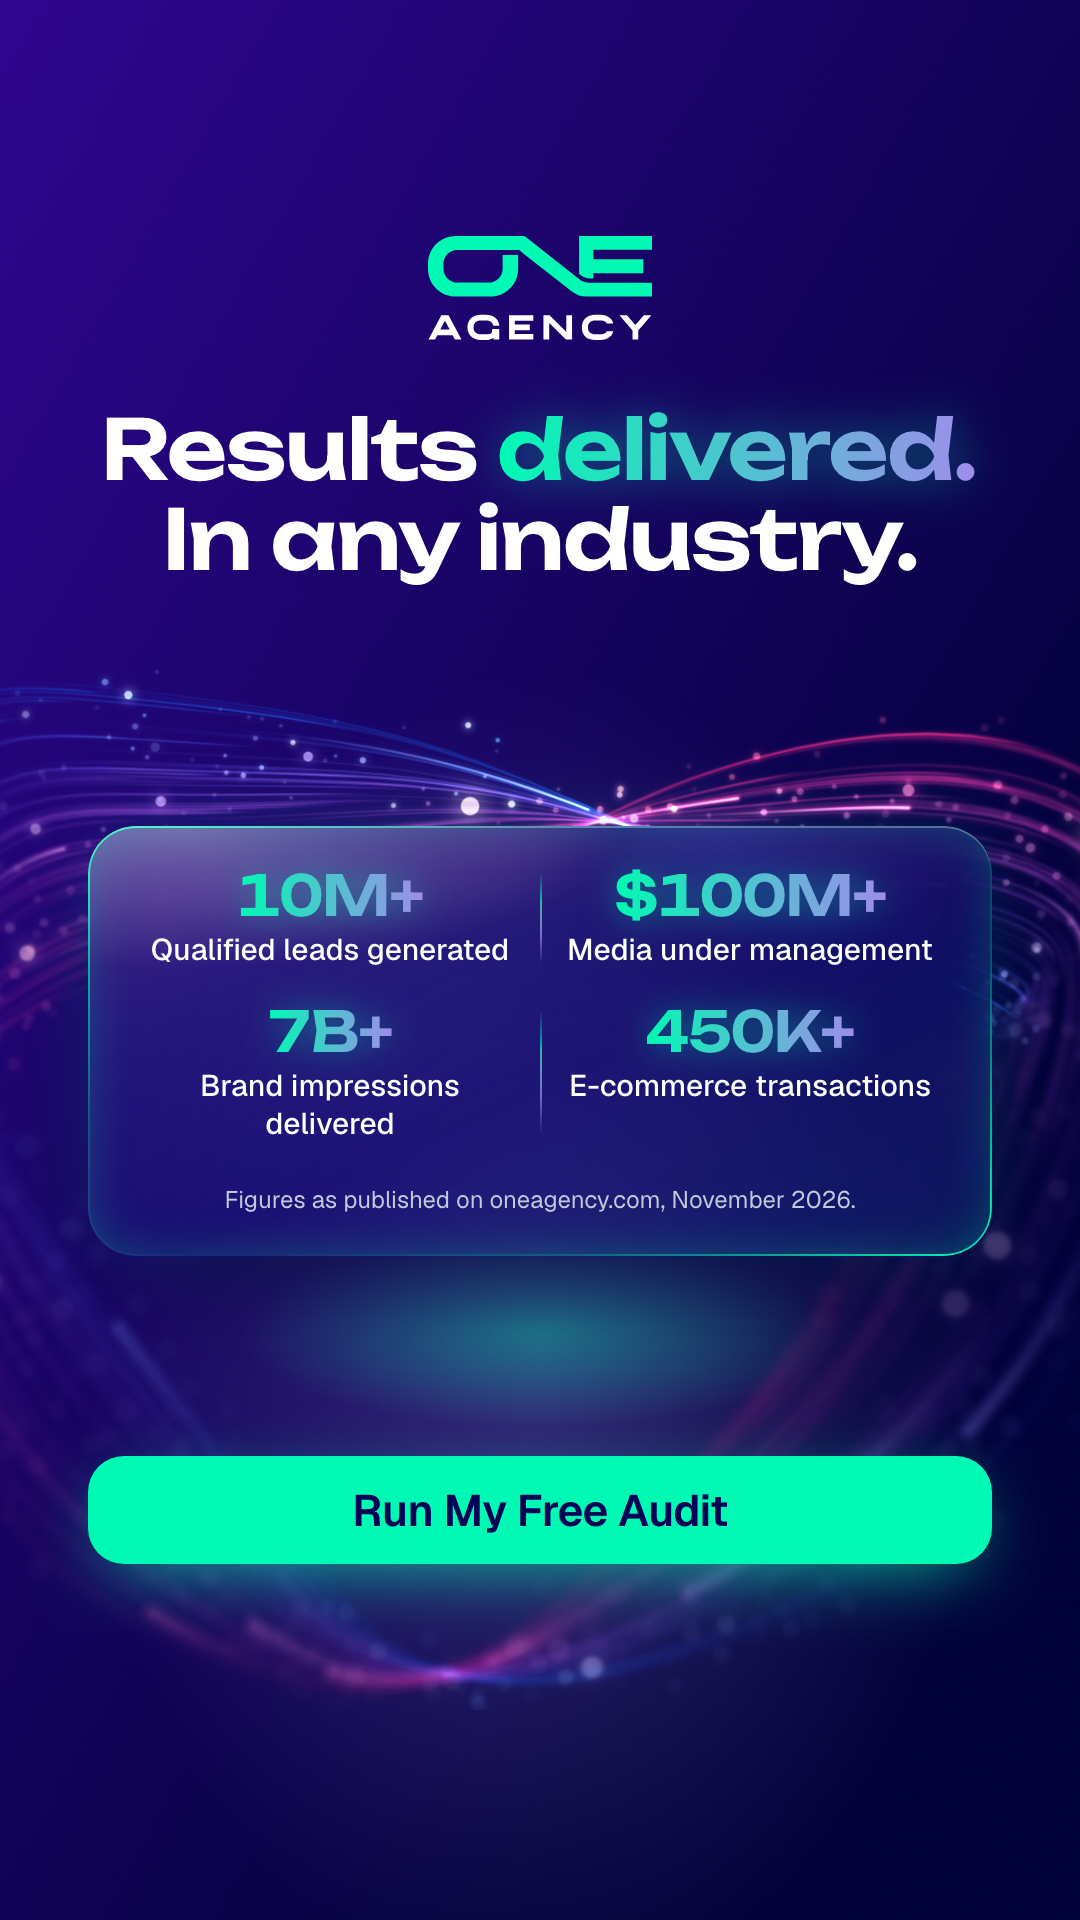 ONE
AGENCY
Results delivered.
In any industry.
10M+
Qualified leads generated
$100M+
Media under management
7B+
Brand impressions
delivered
450K+
E-commerce transactions
Figures as published on oneagency.com, November 2026.
Run My Free Audit